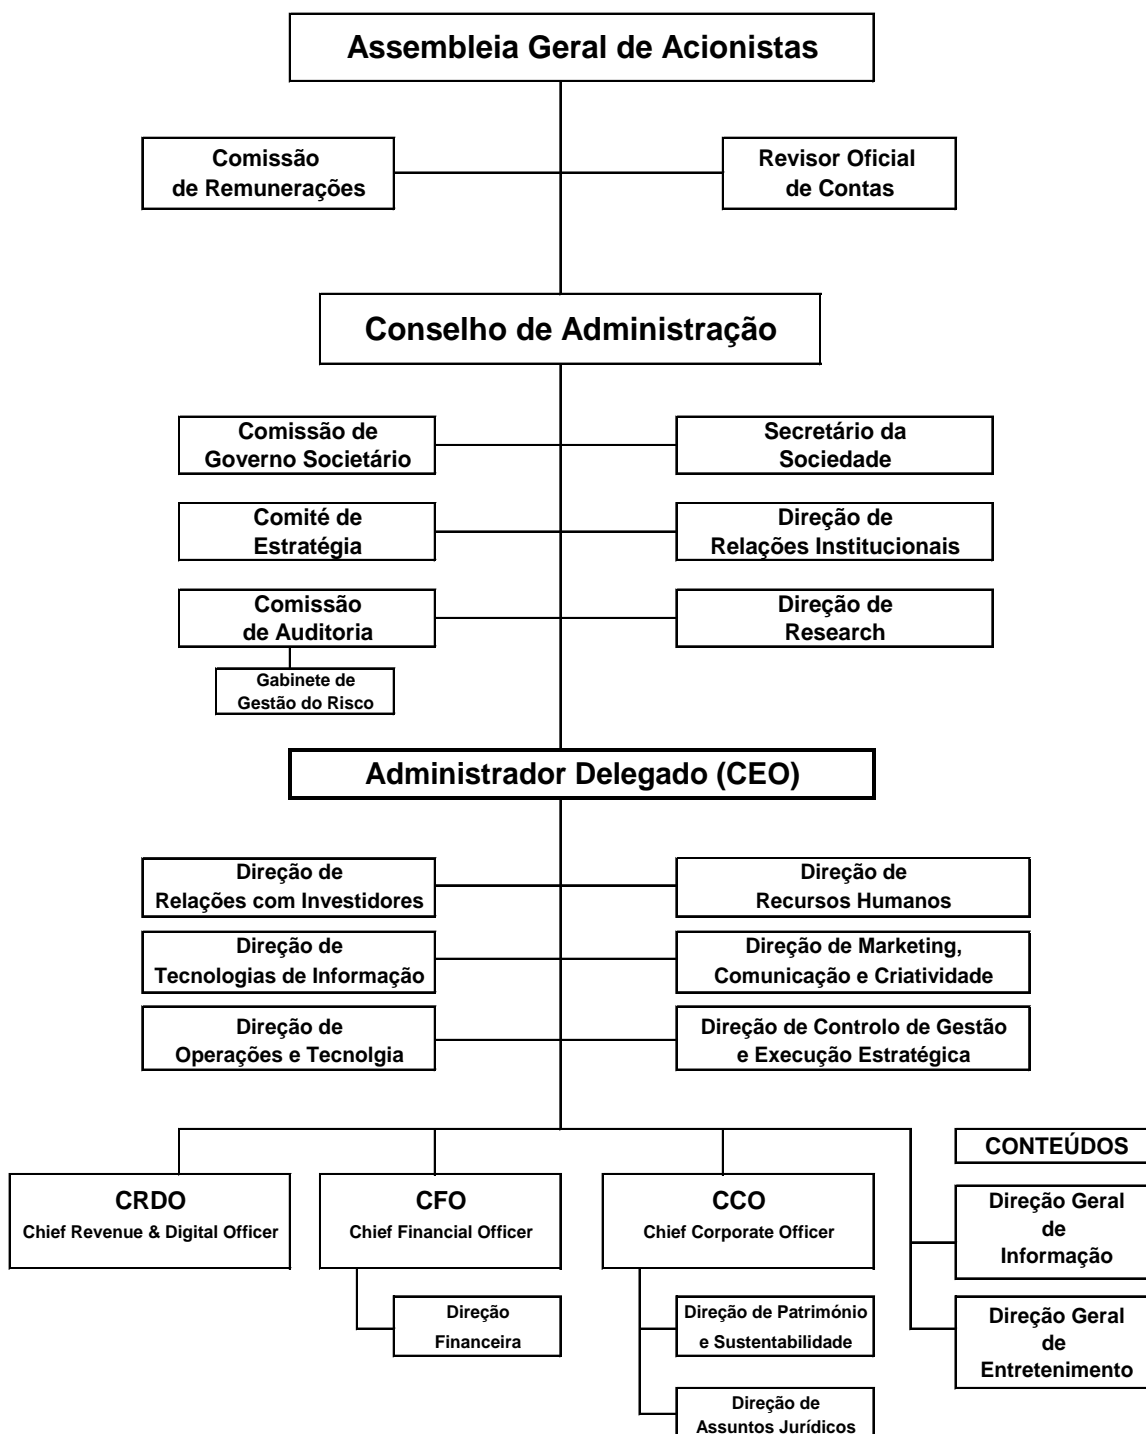 Assembleia Geral de Acionistas
Comissão
de Remunerações
Revisor Oficial
de Contas
Conselho de Administração
Comissão de
Governo Societário
Secretário da
Sociedade
Comité de
Estratégia
Direção de
Relações Institucionais
Comissão
de Auditoria
Direção de
Research
Gabinete de
Gestão do Risco
Administrador Delegado (CEO)
Direção de
Relações com Investidores
Direção de
Recursos Humanos
Direção de
Tecnologias de Informação
Direção de Marketing,
Comunicação e Criatividade
Direção de
Operações e Tecnolgia
Direção de Controlo de Gestão
e Execução Estratégica
CONTEÚDOS
CRDO
Chief Revenue & Digital Officer
CFO
Chief Financial Officer
CCO
Chief Corporate Officer
Direção Geral
de
Informação
Direção
Financeira
Direção de Património
e Sustentabilidade
Direção Geral
de
Entretenimento
Direção de
Assuntos Jurídicos